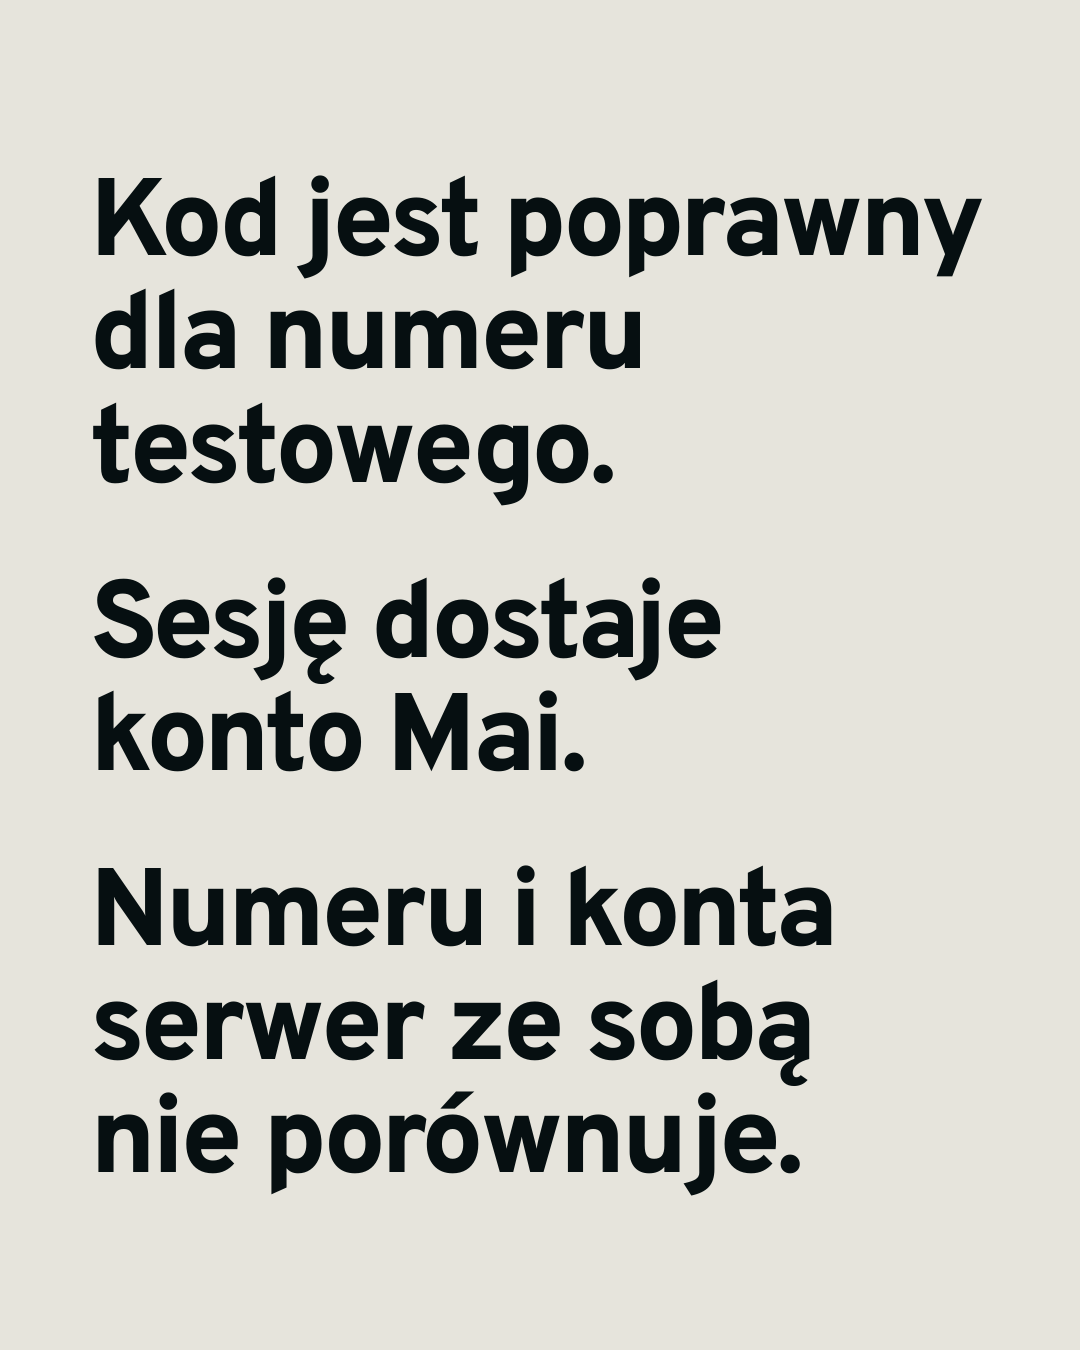 Kod jest poprawny
dla numeru
testowego.
Sesję dostaje
konto Mai.
Numeru i konta
serwer ze sobą
nie porównuje.